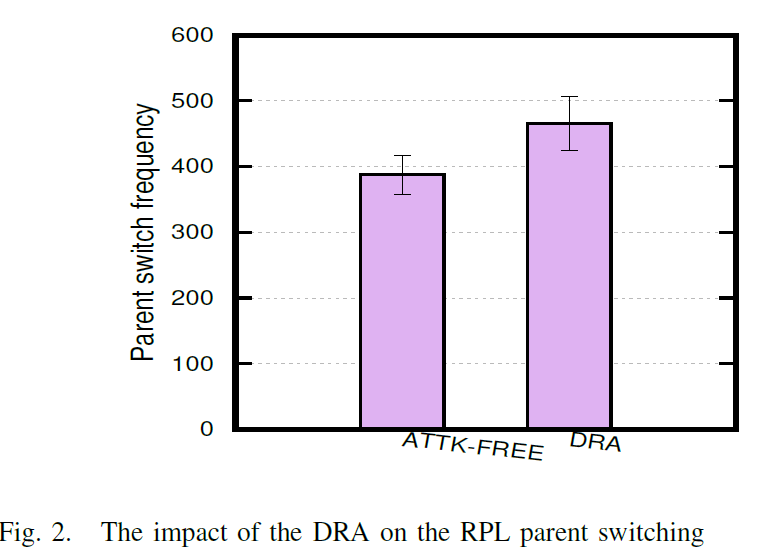 600
500
400
300
200
100
0
Parent switch frequency
ATTK-FREE
DRA
Fig. 2. The impact of the DRA on the RPL parent switching